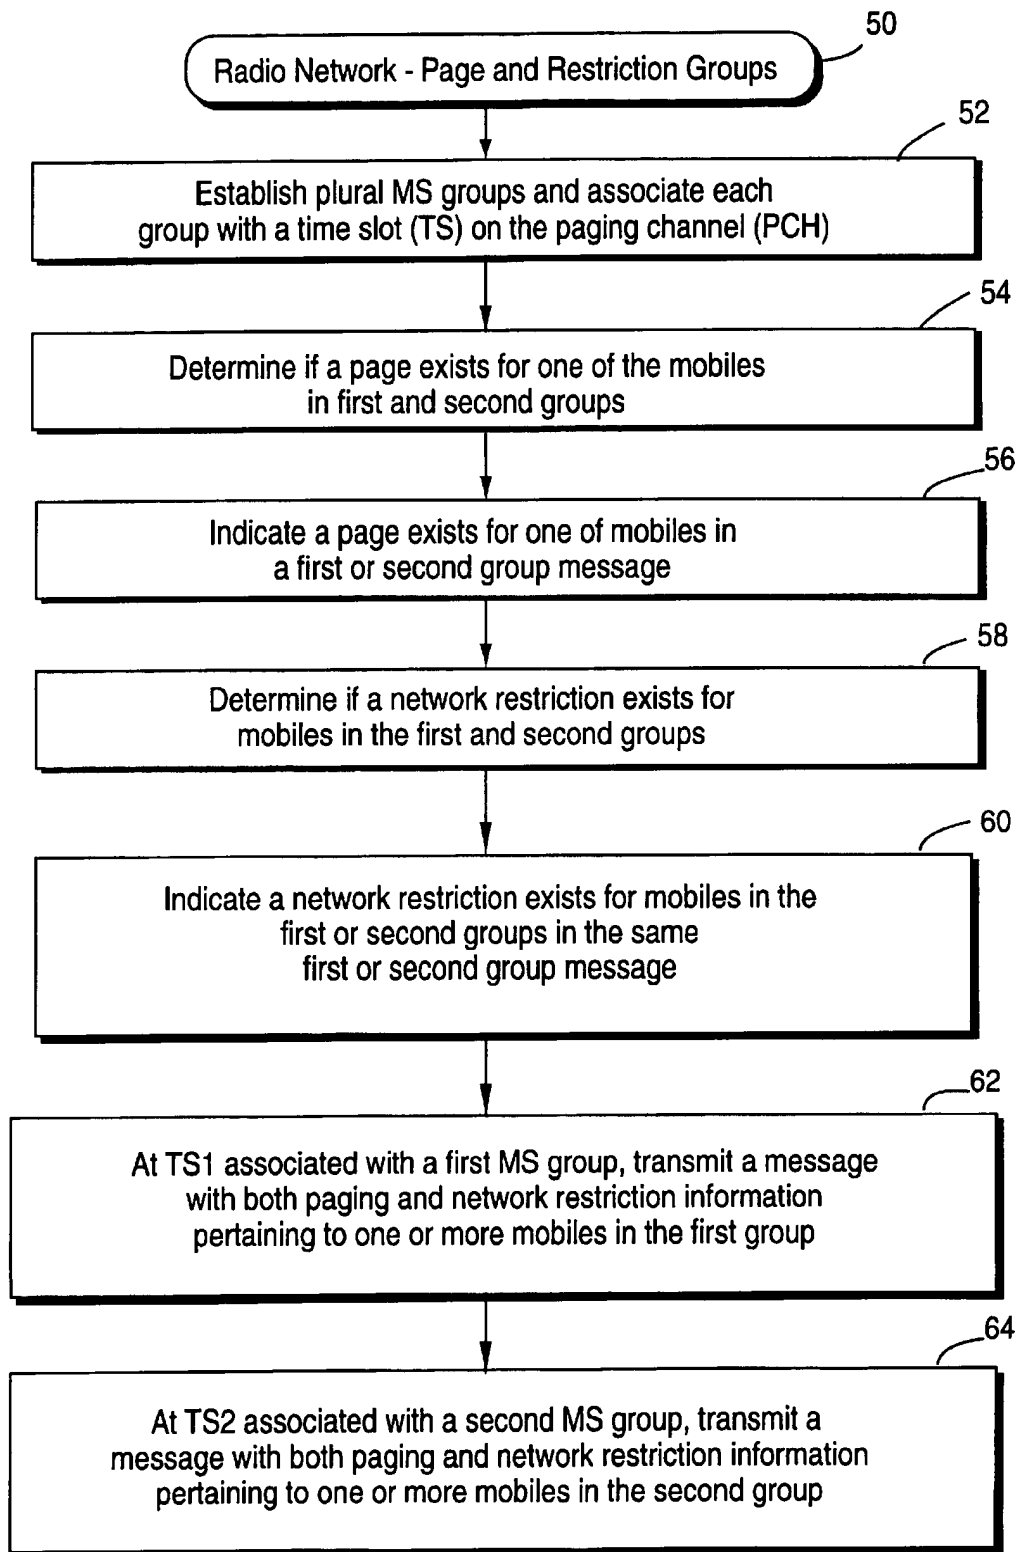 50
Radio Network - Page and Restriction Groups
52
Establish plural MS groups and associate each
group with a time slot (TS) on the paging channel (PCH)
54
Determine if a page exists for one of the mobiles
in first and second groups
56
Indicate a page exists for one of mobiles in
a first or second group message
58
Determine if a network restriction exists for
mobiles in the first and second groups
60
Indicate a network restriction exists for mobiles in the
first or second groups in the same
first or second group message
62
At TS1 associated with a first MS group, transmit a message
with both paging and network restriction information
pertaining to one or more mobiles in the first group
64
At TS2 associated with a second MS group, transmit a
message with both paging and network restriction information
pertaining to one or more mobiles in the second group